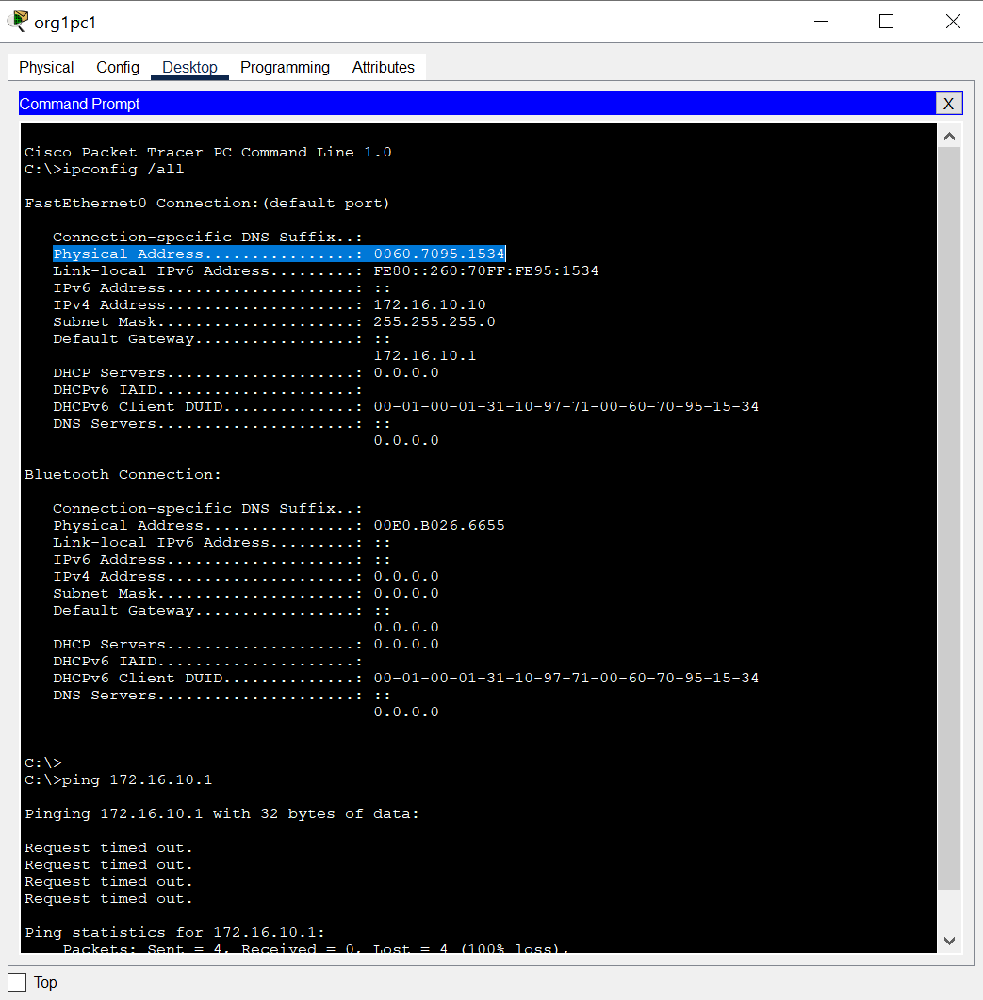 org1pc1
Physical Config Desktop Programming Attributes
Command Prompt X
Cisco Packet Tracer PC Command Line 1.0
C:\>ipconfig /all
FastEthernet0 Connection:(default port)
Connection-specific DNS Suffix..:
Physical Address................: 0060.7095.1534
Link-local IPv6 Address.........: FE80::260:70FF:FE95:1534
IPv6 Address....................: ::
IPv4 Address....................: 172.16.10.10
Subnet Mask.....................: 255.255.255.0
Default Gateway.................: ::
172.16.10.1
DHCP Servers....................: 0.0.0.0
DHCPv6 IAID.....................:
DHCPv6 Client DUID..............: 00-01-00-01-31-10-97-71-00-60-70-95-15-34
DNS Servers.....................: ::
0.0.0.0
Bluetooth Connection:
Connection-specific DNS Suffix..:
Physical Address................: 00E0.B026.6655
Link-local IPv6 Address.........: ::
IPv6 Address....................: ::
IPv4 Address....................: 0.0.0.0
Subnet Mask.....................: 0.0.0.0
Default Gateway.................: ::
0.0.0.0
DHCP Servers....................: 0.0.0.0
DHCPv6 IAID.....................:
DHCPv6 Client DUID..............: 00-01-00-01-31-10-97-71-00-60-70-95-15-34
DNS Servers.....................: ::
0.0.0.0
C:\>
C:\>ping 172.16.10.1
Pinging 172.16.10.1 with 32 bytes of data:
Request timed out.
Request timed out.
Request timed out.
Request timed out.
Ping statistics for 172.16.10.1:
Packets: Sent = 4, Received = 0, Lost = 4 (100% loss),
Top